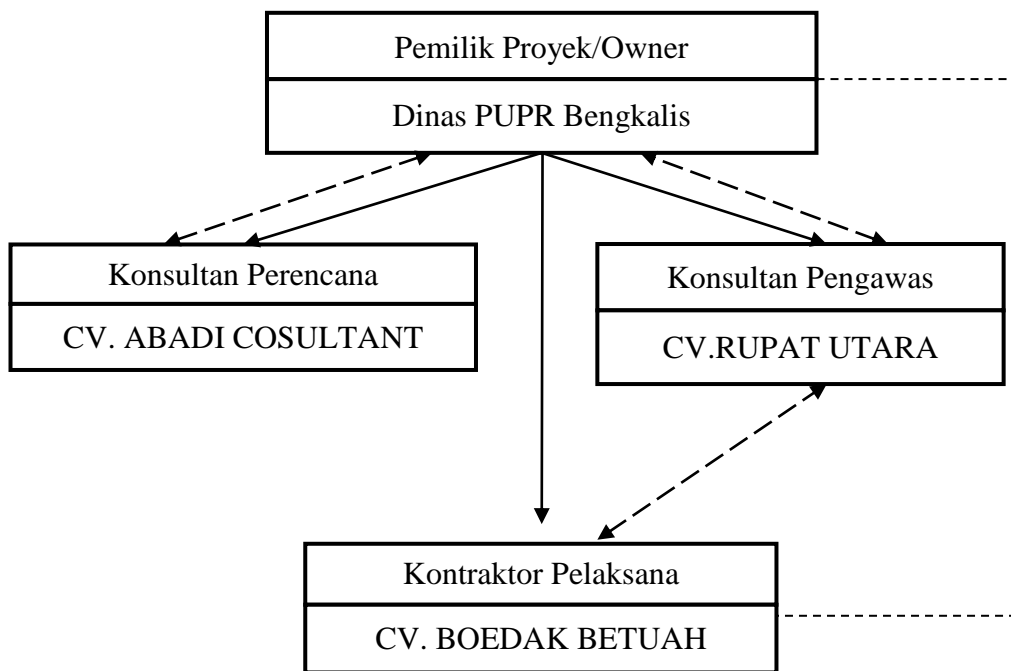 Pemilik Proyek/Owner
Dinas PUPR Bengkalis
Konsultan Perencana
CV. ABADI COSULTANT
Konsultan Pengawas
CV.RUPAT UTARA
Kontraktor Pelaksana
CV. BOEDAK BETUAH